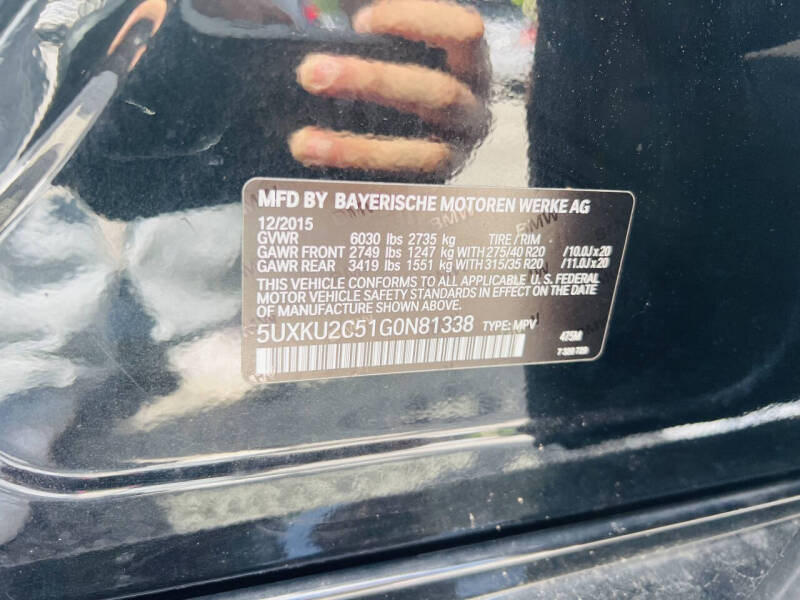 MFD BY BAYERISCHE MOTOREN WERKE AG
12/2015
GVWR 6030 lbs 2735 kg TIRE / RIM
GAWR FRONT 2749 lbs 1247 kg WITH 275/40 R20 /10.0Jx20
GAWR REAR 3419 lbs 1551 kg WITH 315/35 R20 /11.0Jx20
THIS VEHICLE CONFORMS TO ALL APPLICABLE U.S. FEDERAL
MOTOR VEHICLE SAFETY STANDARDS IN EFFECT ON THE DATE
OF MANUFACTURE SHOWN ABOVE.
5UXKU2C51G0N81338 TYPE: MPV 475M